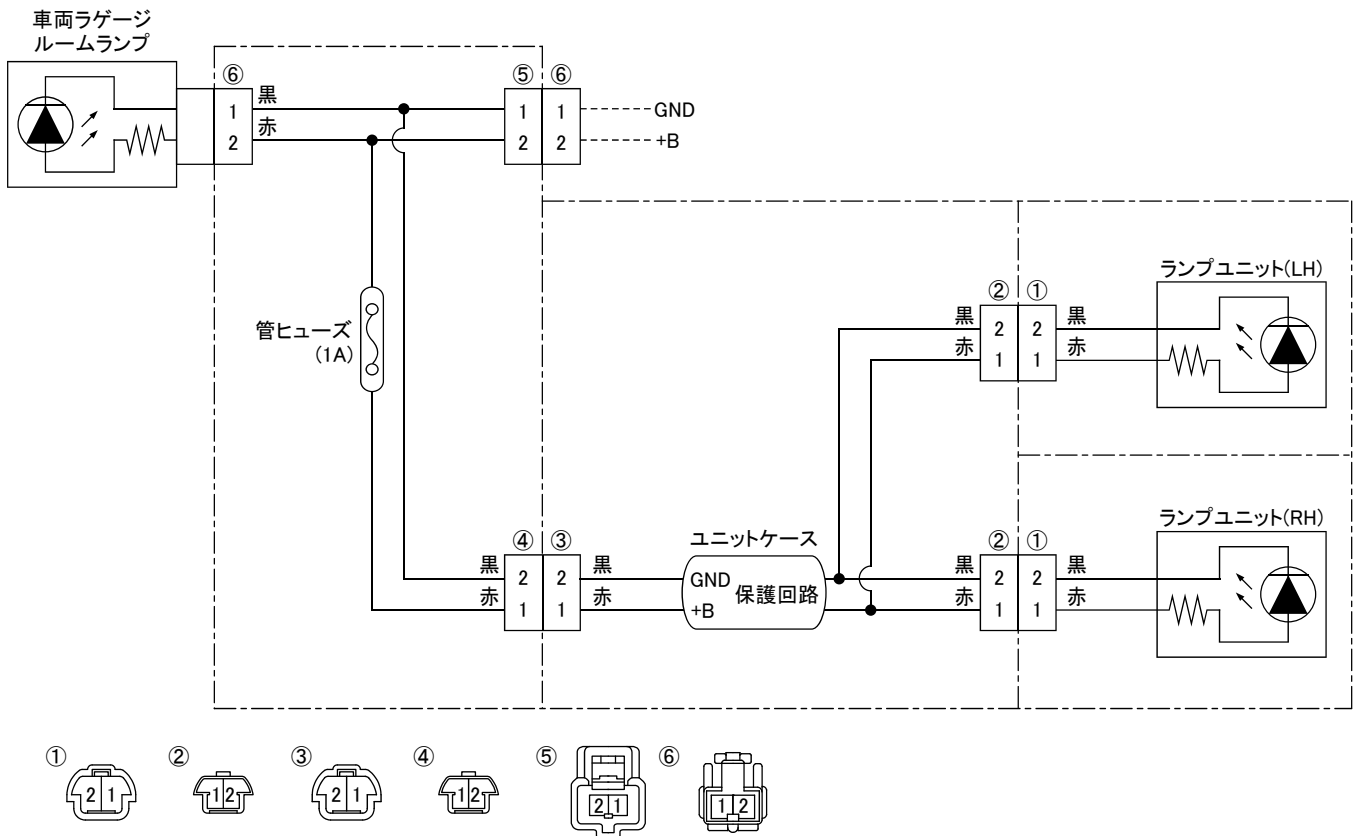 車両ラゲージ
ルームランプ
⑥
⑤
⑥
1
黒
1
1
GND
2
赤
2
2
+B
ランプユニット(LH)
②
①
黒
2
2
黒
赤
1
1
赤
管ヒューズ
(1A)
ランプユニット(RH)
④
③
ユニットケース
②
①
黒
2
2
黒
GND
保護回路
黒
2
2
黒
赤
1
1
赤
+B
赤
1
1
赤
①
2 1
②
1 2
③
2 1
④
1 2
⑤
2 1
⑥
1 2